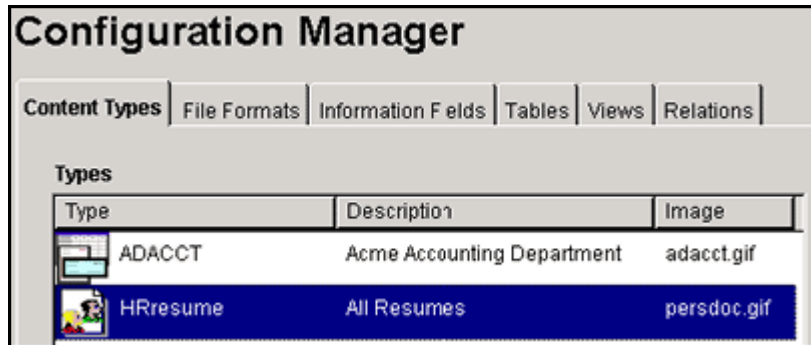 Configuration Manager
Content Types File Formats Information Fields Tables Views Relations
Types
Type Description Image
ADACCT Acme Accounting Department adacct.gif
HRresume All Resumes persdoc.gif